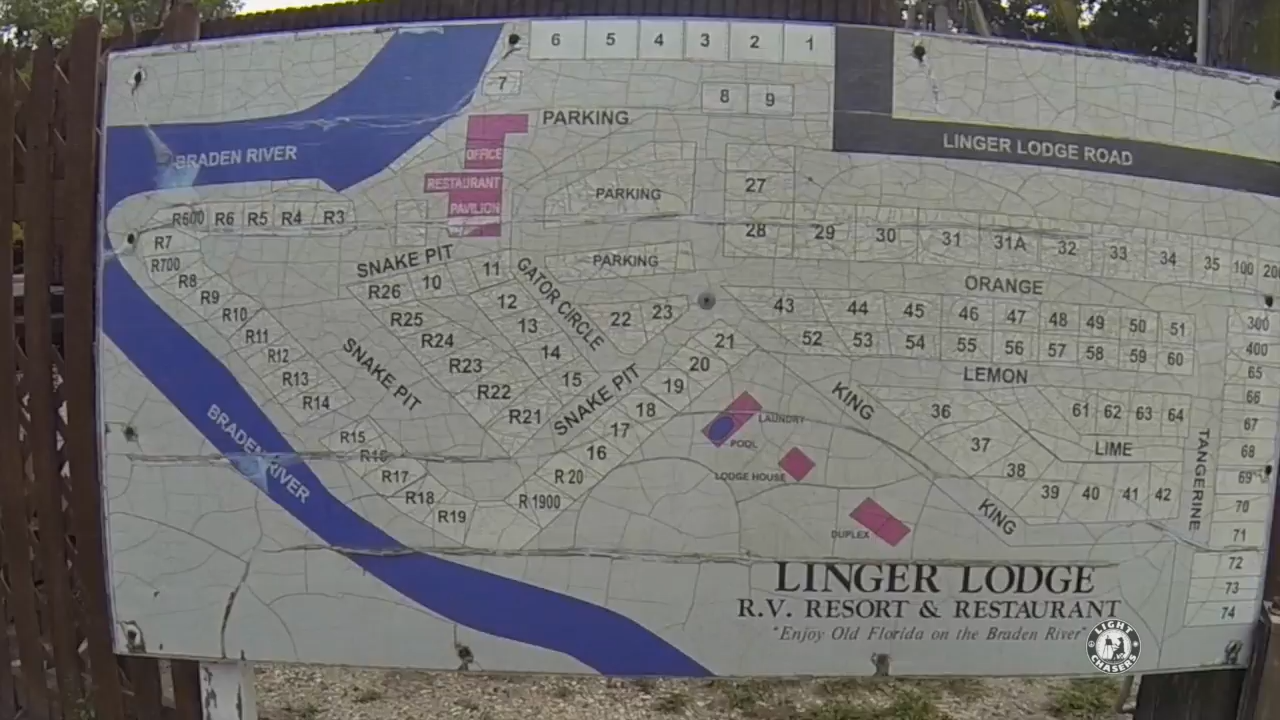 6 5 4 3 2 1
7
8 9
PARKING
OFFICE
LINGER LODGE ROAD
BRADEN RIVER
RESTAURANT
PARKING
27
PAVILION
R600 R6 R5 R4 R3
28 29 30 31 31A 32 33 34 35 100 200
R7
R700
R8
R9
R10
R11
R12
R13
R14
SNAKE PIT
R26 10 11
PARKING
ORANGE
R25 12
GATOR CIRCLE
22 23
43 44 45 46 47 48 49 50 51
300
R24 13
21
52 53 54 55 56 57 58 59 60
400
R23 14
20
LEMON
65
SNAKE PIT
R22 15
SNAKE PIT
19
KING
66
R21
18
36
61 62 63 64
67
17
LAUNDRY
POOL
37
LIME
68
R15
R16
16
LODGE HOUSE
38
TANGERINE
69
R17
R 20
39 40 41 42
70
R18
R 1900
KING
R19
DUPLEX
71
BRADEN RIVER
72
73
74
LINGER LODGE
R.V. RESORT & RESTAURANT
"Enjoy Old Florida on the Braden River"
LIGHT
CHASERS